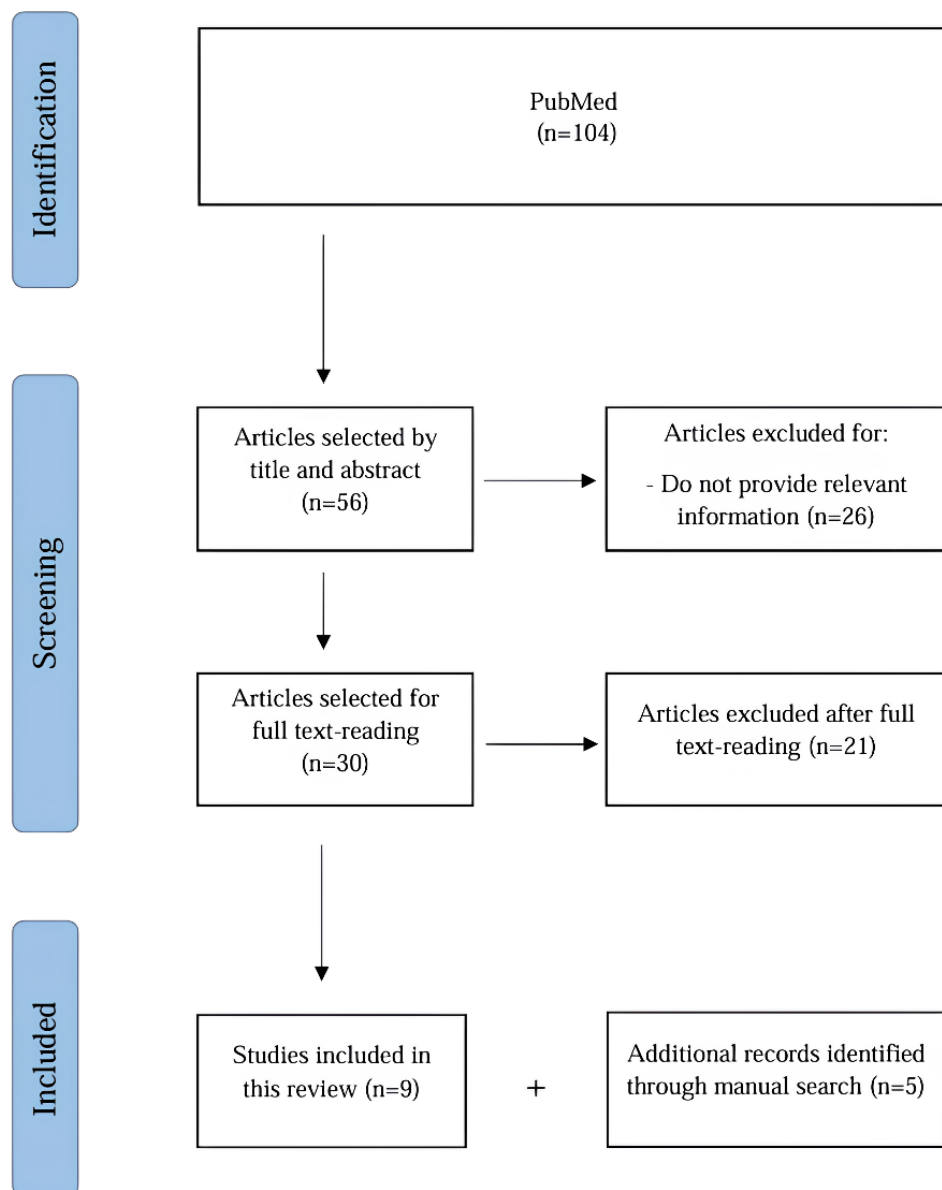 Identification
PubMed
(n=104)
Screening
Articles selected by
title and abstract
(n=56)
Articles excluded for:
- Do not provide relevant
information (n=26)
Articles selected for
full text-reading
(n=30)
Articles excluded after full
text-reading (n=21)
Included
Studies included in
this review (n=9)
+
Additional records identified
through manual search (n=5)